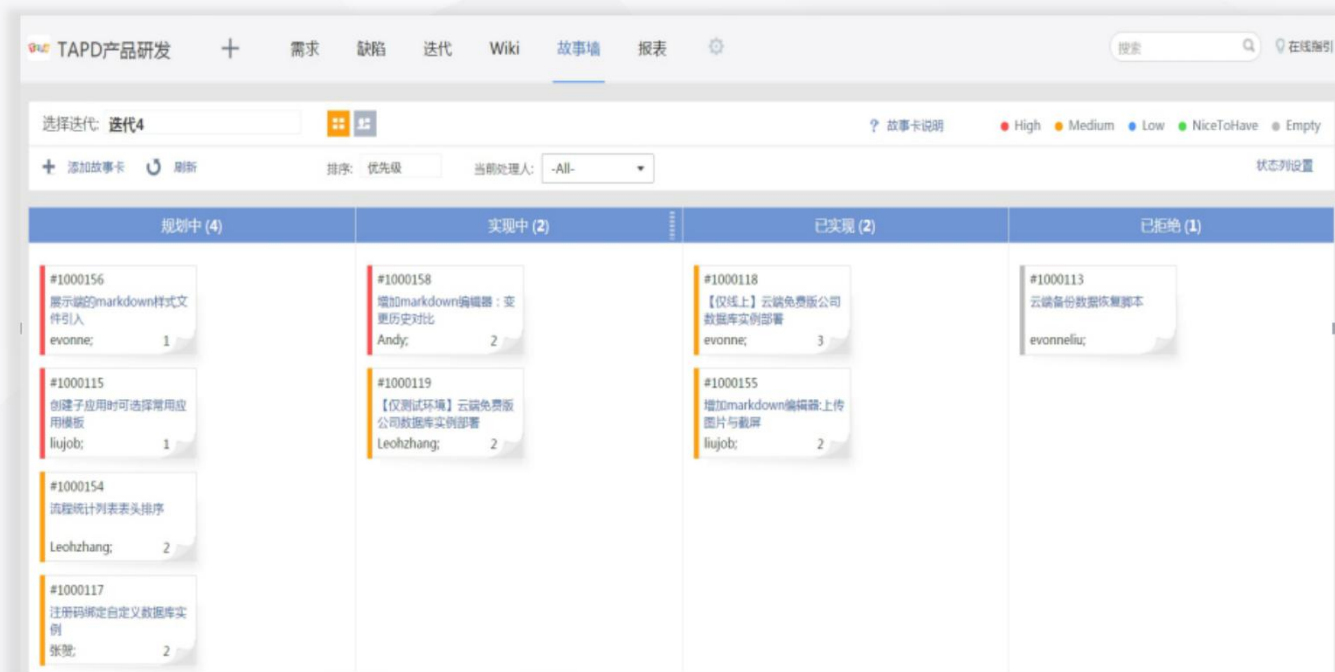 TAPD产品研发 + 需求 缺陷 迭代 Wiki 故事墙 报表 搜索 在线指引
选择迭代: 迭代4 ? 故事卡说明 High Medium Low NiceToHave Empty
+ 添加故事卡 刷新 排序: 优先级 当前处理人: -All- 状态列设置
规划中 (4) 实现中 (2) 已实现 (2) 已拒绝 (1)
#1000156
展示端的markdown样式文
件引入
evonne; 1
#1000115
创建子应用时可选择常用应
用模板
liujob; 1
#1000154
流程统计列表表头排序
Leohzhang; 2
#1000117
注册码绑定自定义数据库实
例
张; 2
#1000158
增加markdown编辑器：变
更历史对比
Andy; 2
#1000119
【仅测试环境】云端免费版
公司数据库实例部署
Leohzhang; 2
#1000118
【仅线上】云端免费版公司
数据库实例部署
evonne; 3
#1000155
增加markdown编辑器:上传
图片与截屏
liujob; 2
#1000113
云端备份数据恢复脚本
evonneliu;